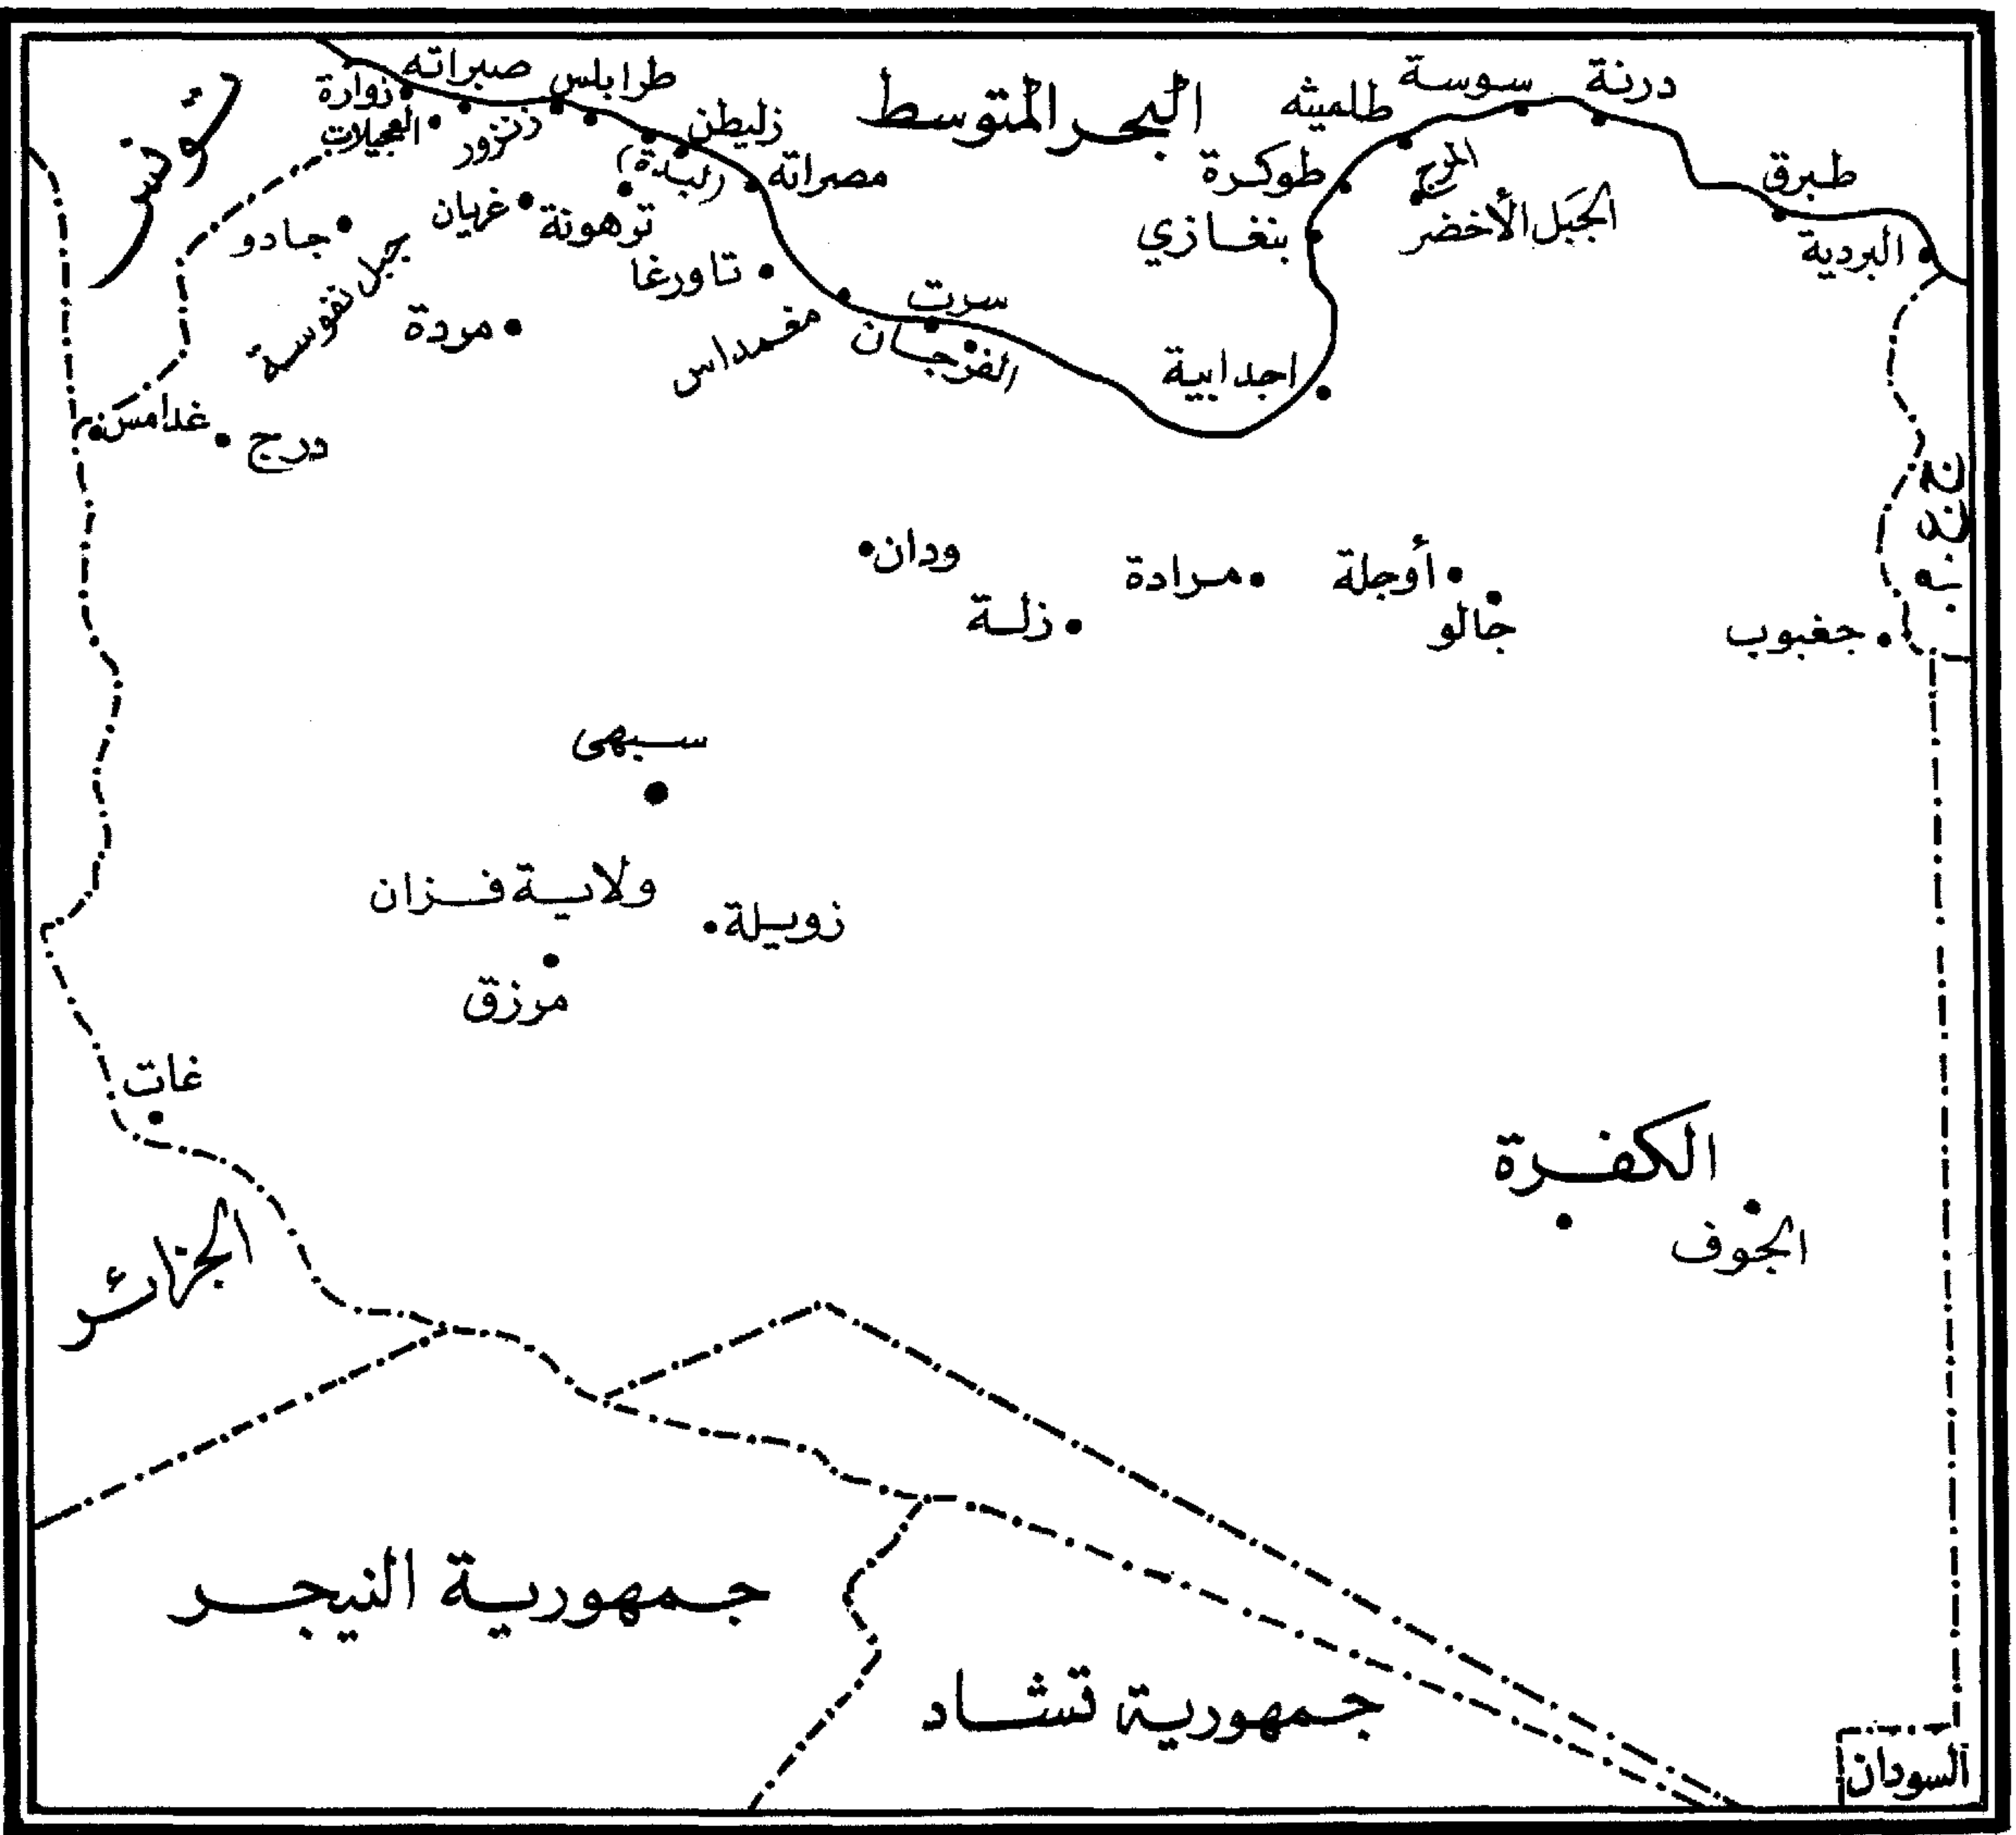 تونس
زوارة
صبراته
طرابلس
العجيلات
زنزور
زليطن
(لبدة)
مصراته
البحر المتوسط
طلميثه
سوسة
درنة
طوكرة
المرج
طبرق
الجبل الأخضر
بنغازي
البردية
جادو
غريان
ترهونة
تاورغا
جبل نفوسة
مردة
مغمداس
سرت
الفرجان
اجدابية
غدامس
درج
ودان
زلة
مرادة
أوجلة
جالو
جغبوب
سبهى
ولاية فزان
زويلة
مرزق
غات
الكفرة
الجوف
الجزائر
جمهورية النيجر
جمهورية تشاد
السودان